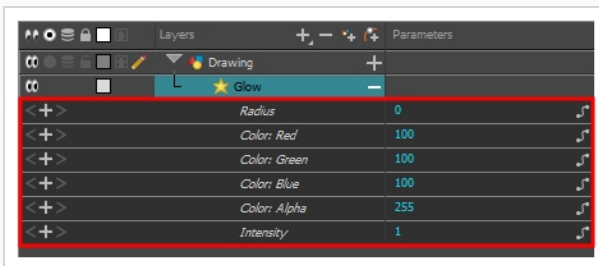 Layers Parameters
Drawing
Glow
Radius 0
Color: Red 100
Color: Green 100
Color: Blue 100
Color: Alpha 255
Intensity 1